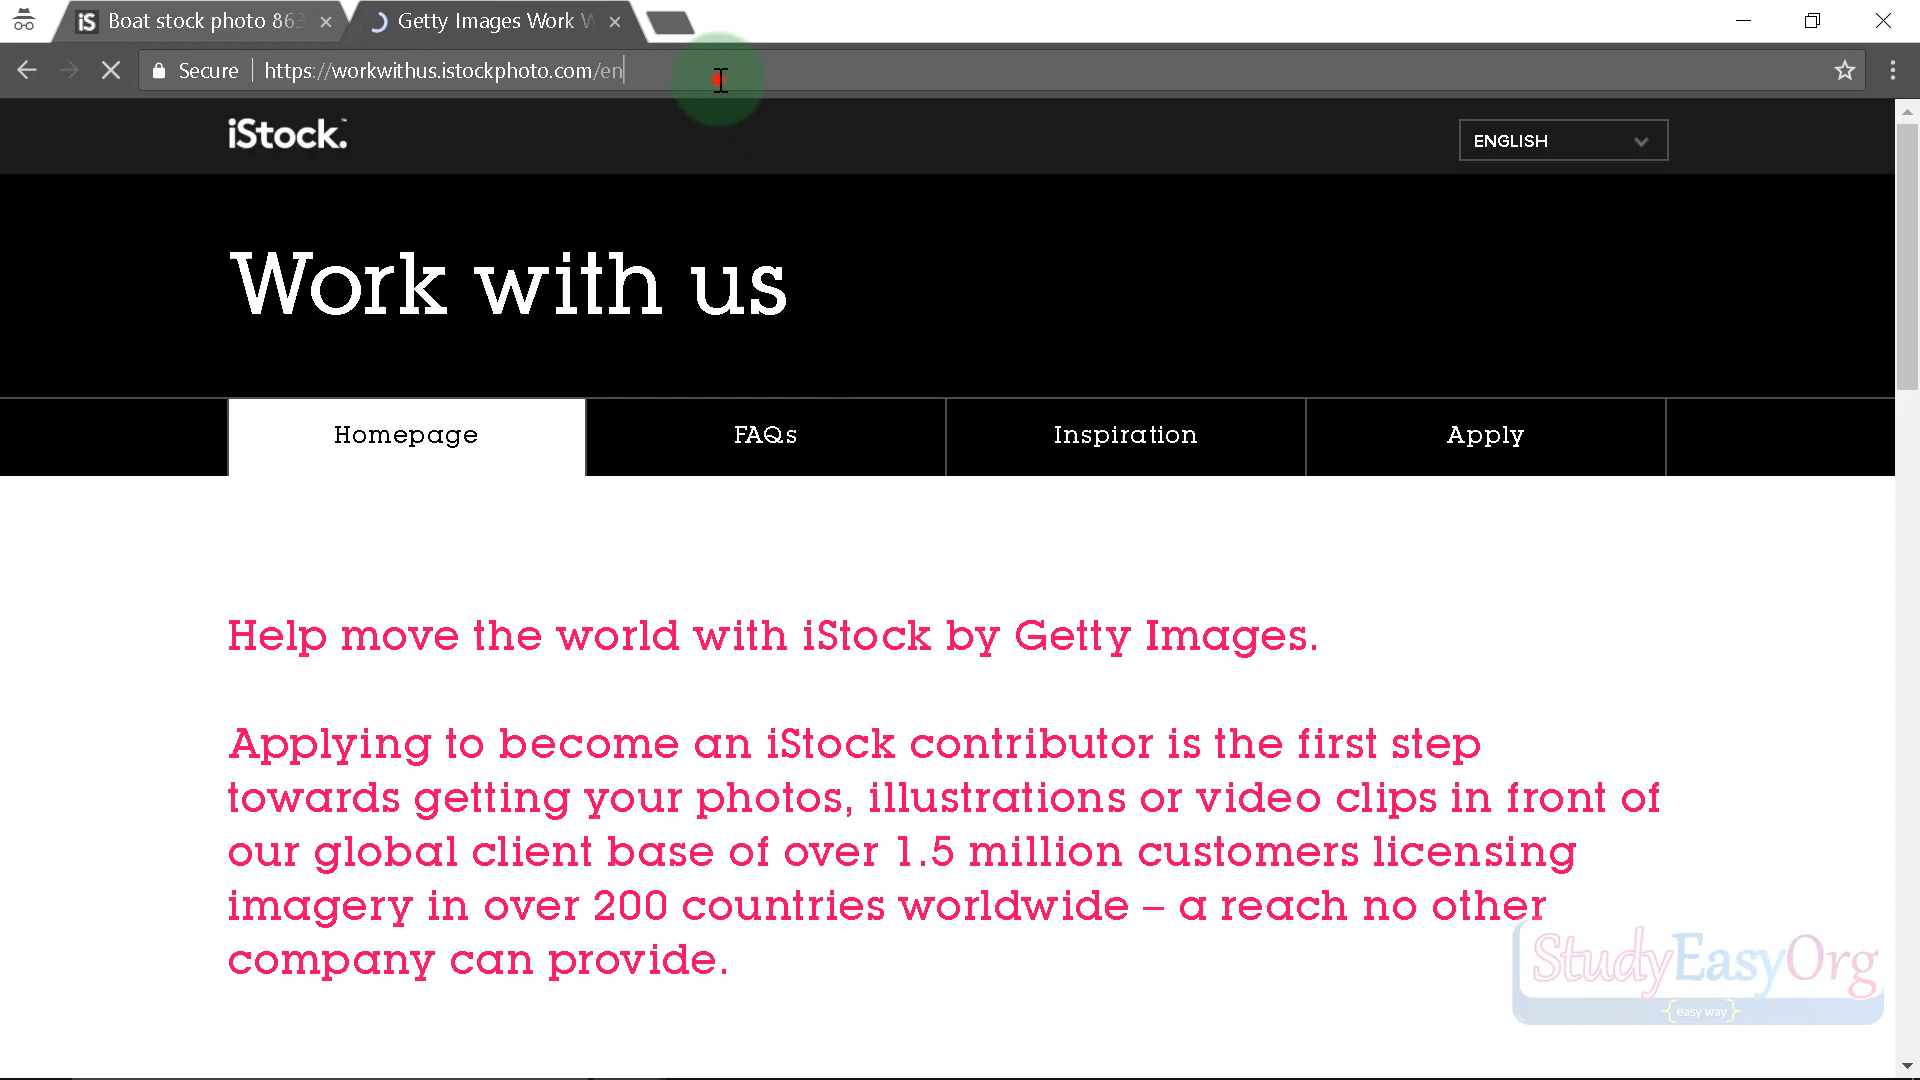 Boat stock photo 863
Getty Images Work W
Secure
https://workwithus.istockphoto.com/en
iStock.™
ENGLISH
Work with us
Homepage
FAQs
Inspiration
Apply
Help move the world with iStock by Getty Images.
Applying to become an iStock contributor is the first step
towards getting your photos, illustrations or video clips in front of
our global client base of over 1.5 million customers licensing
imagery in over 200 countries worldwide – a reach no other
company can provide.
StudyEasyOrg
{easy way}